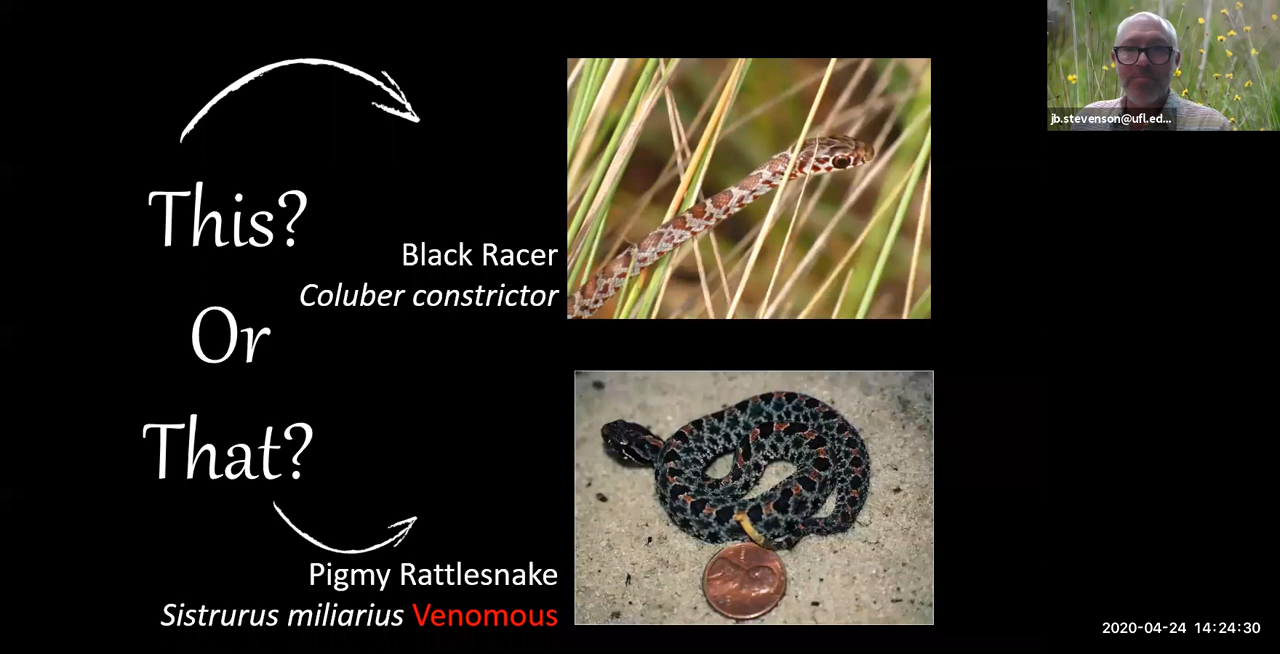 This?
Black Racer
Coluber constrictor
Or
That?
Pigmy Rattlesnake
Sistrurus miliarius Venomous
jb.stevenson@ufl.ed...
2020-04-24 14:24:30